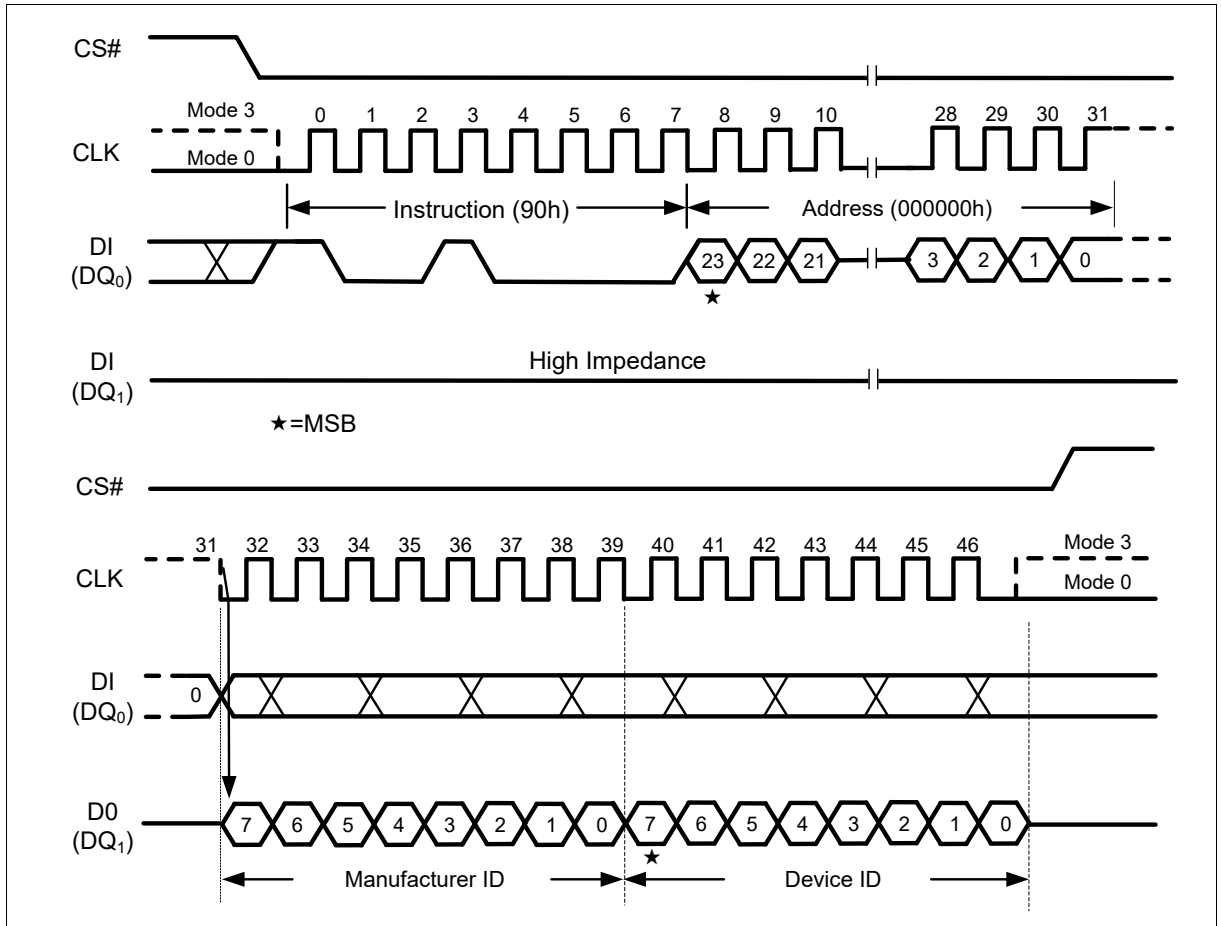 CS#
Mode 3
0 1 2 3 4 5 6 7 8 9 10 28 29 30 31
CLK
Mode 0
Instruction (90h) Address (000000h)
DI
(DQ0)
23 22 21 3 2 1 0
★
DI
(DQ1)
High Impedance
★=MSB
CS#
31 32 33 34 35 36 37 38 39 40 41 42 43 44 45 46
Mode 3
CLK
Mode 0
DI
(DQ0)
0
D0
(DQ1)
7 6 5 4 3 2 1 0 7 6 5 4 3 2 1 0
★
Manufacturer ID Device ID